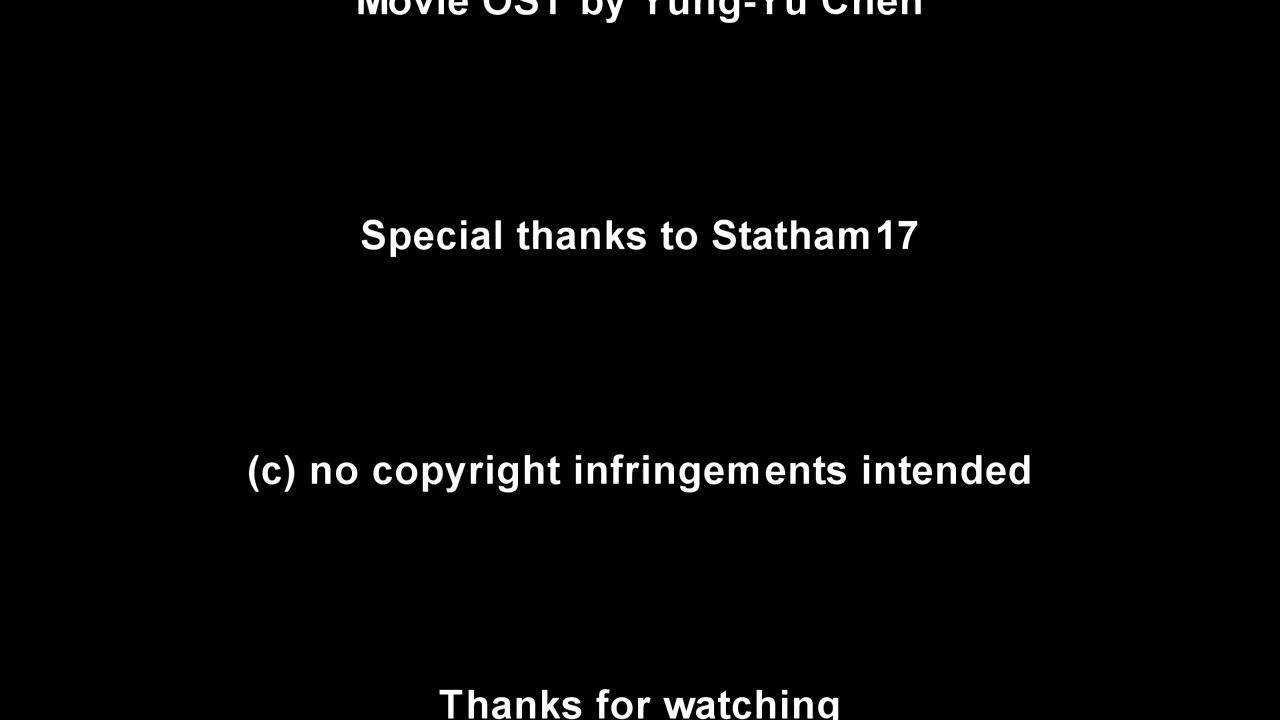 Movie OST by Yung-Yu Chen
Special thanks to Statham17
(c) no copyright infringements intended
Thanks for watching